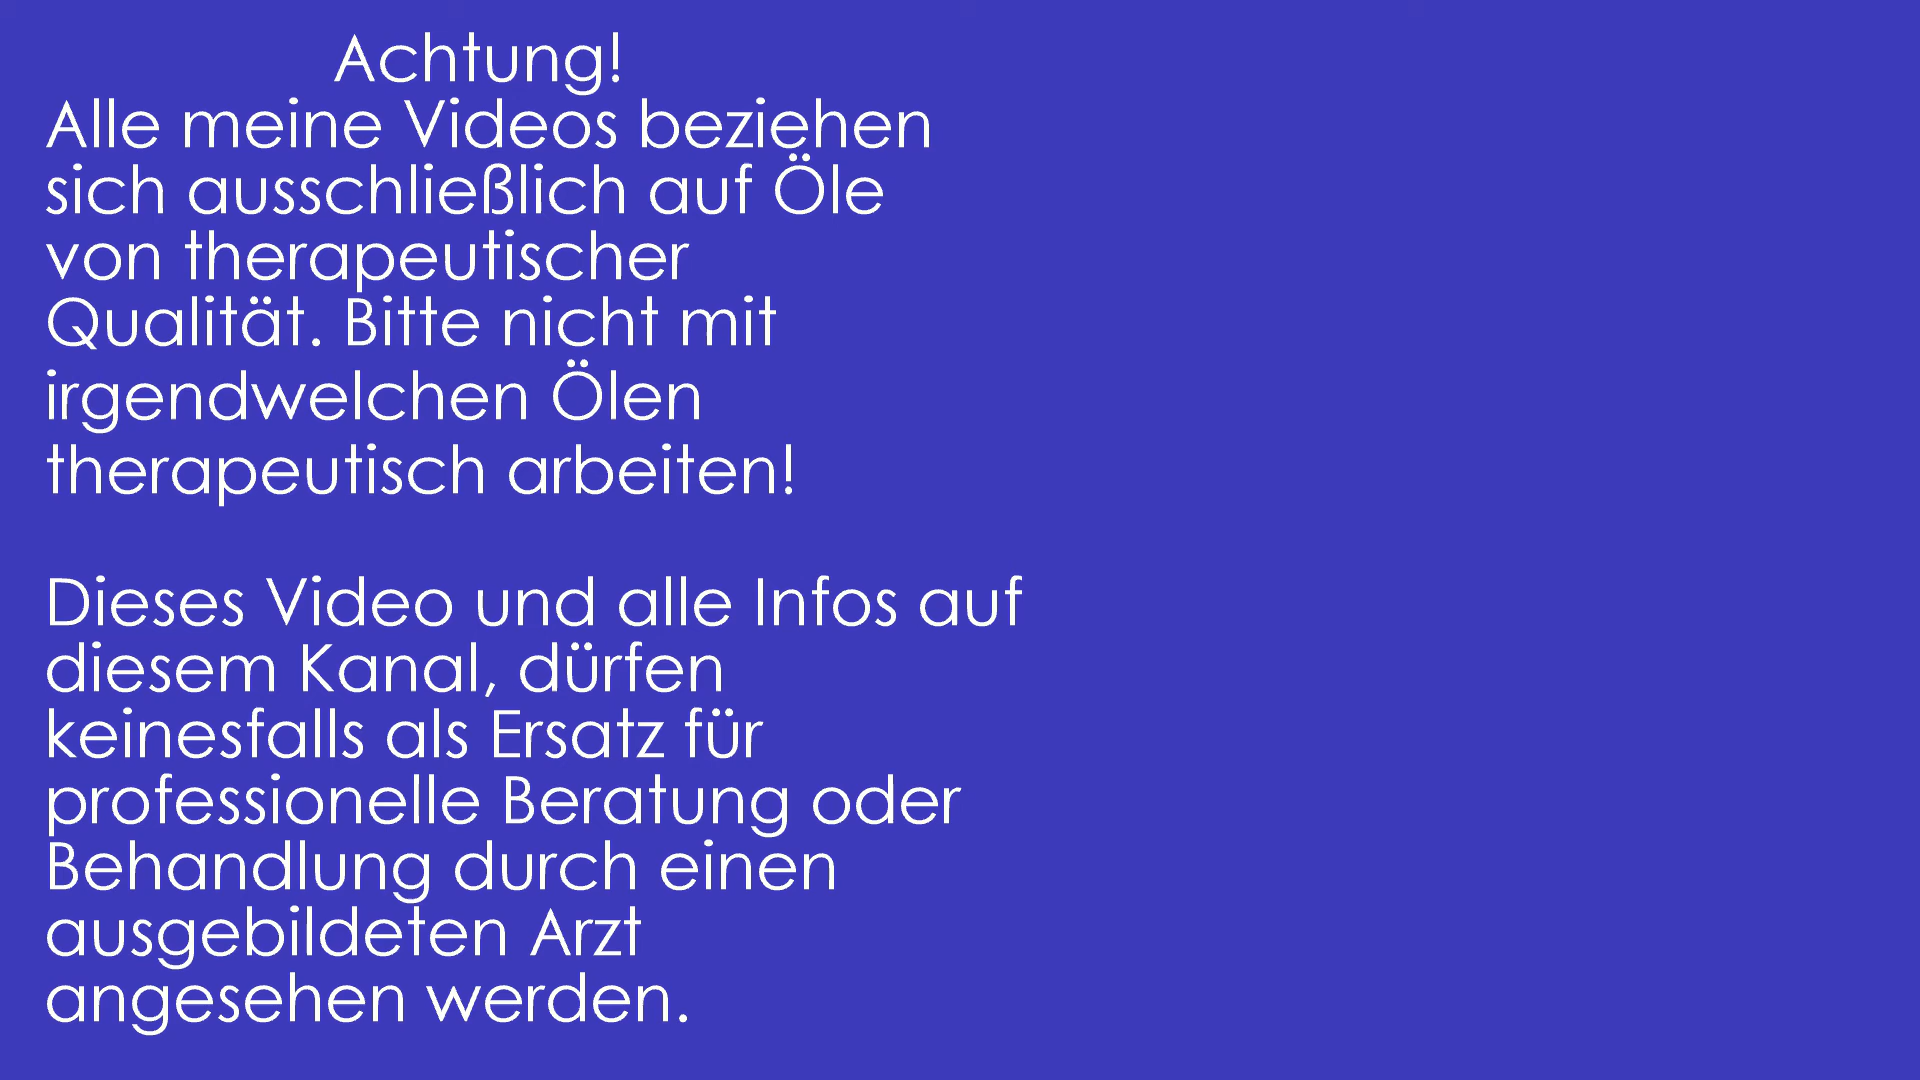 Achtung!
Alle meine Videos beziehen
sich ausschließlich auf Öle
von therapeutischer
Qualität. Bitte nicht mit
irgendwelchen Ölen
therapeutisch arbeiten!
Dieses Video und alle Infos auf
diesem Kanal, dürfen
keinesfalls als Ersatz für
professionelle Beratung oder
Behandlung durch einen
ausgebildeten Arzt
angesehen werden.